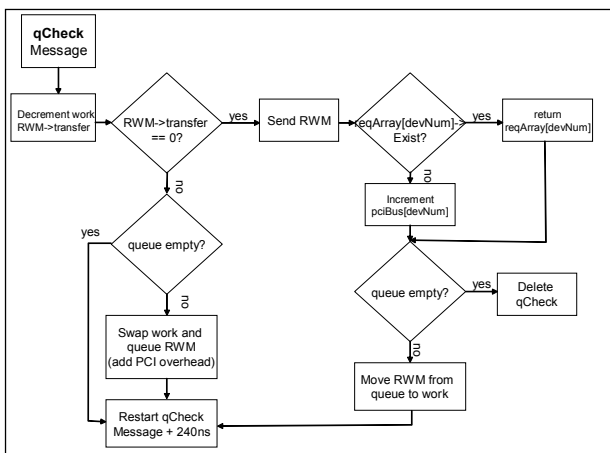 qCheck
Message
Decrement work
RWM->transfer
RWM->transfer
== 0?
yes
Send RWM
reqArray[devNum]->
Exist?
yes
return
reqArray[devNum]
no
no
Increment
pciBus[devNum]
yes
queue empty?
queue empty?
yes
Delete
qCheck
no
no
Swap work and
queue RWM
(add PCI overhead)
Move RWM from
queue to work
Restart qCheck
Message + 240ns